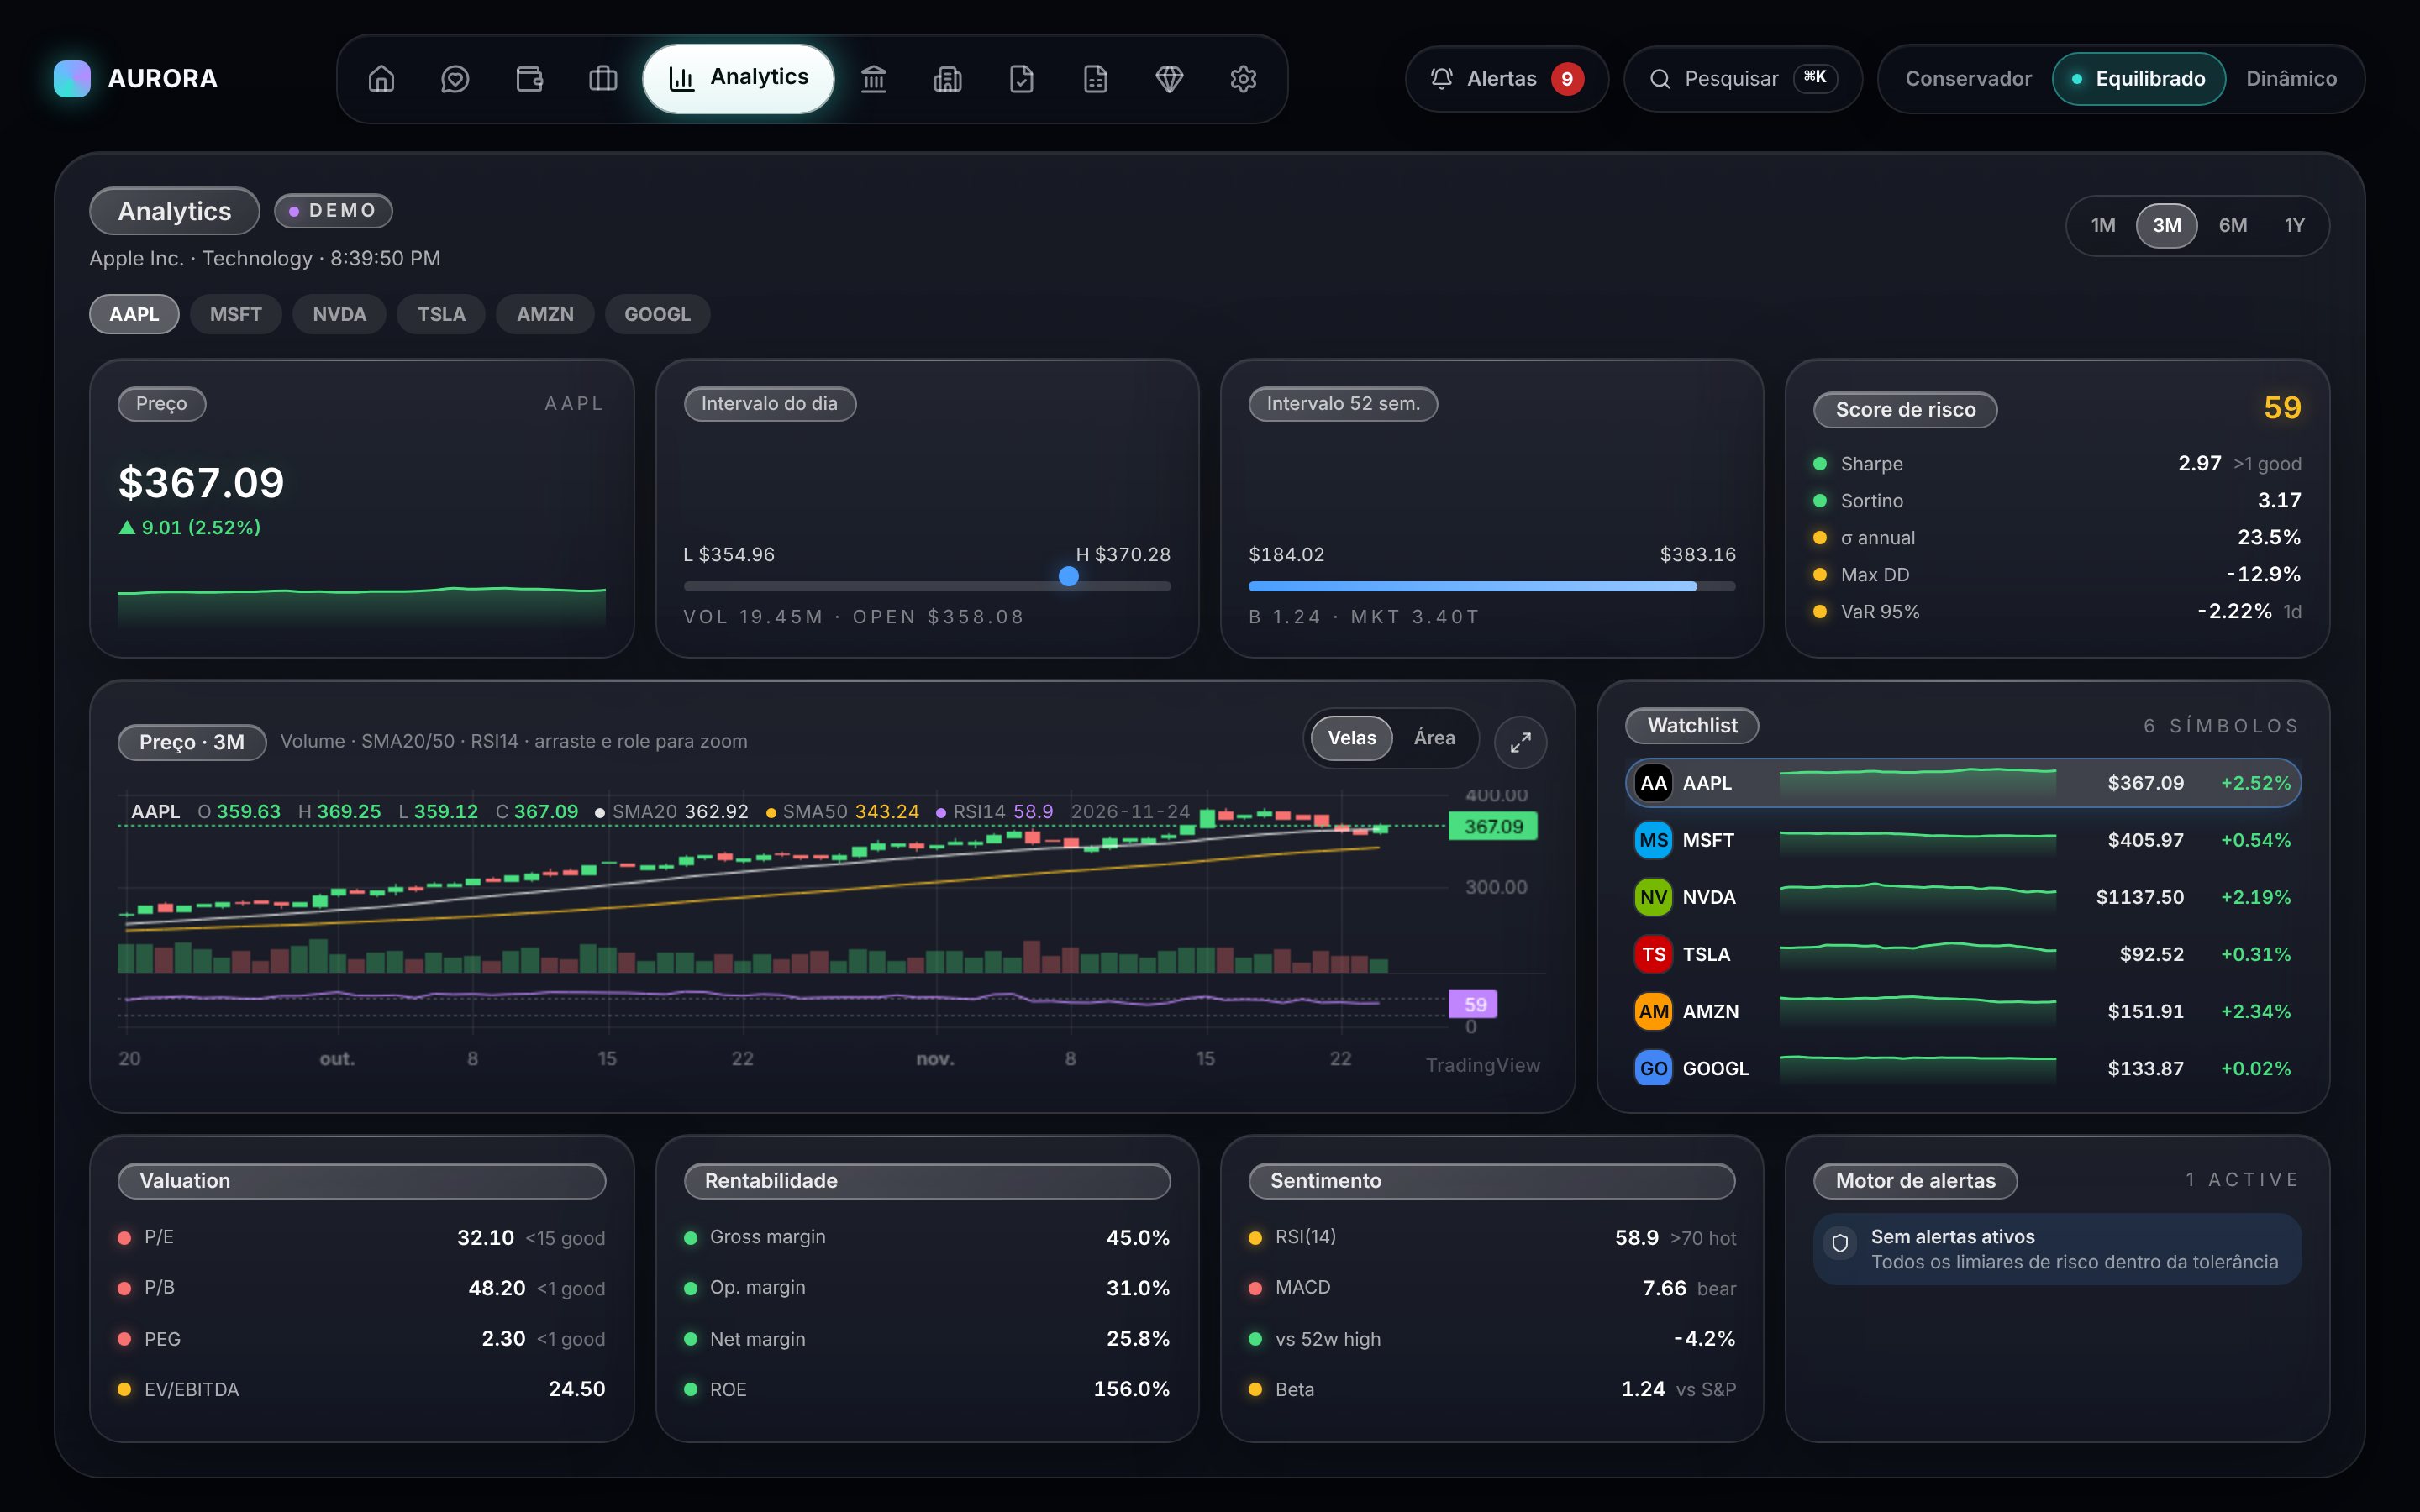 AURORA
Analytics
Alertas 9
Pesquisar ⌘K
Conservador Equilibrado Dinâmico
Analytics DEMO
1M 3M 6M 1Y
Apple Inc. · Technology · 8:39:50 PM
AAPL MSFT NVDA TSLA AMZN GOOGL
Preço AAPL
$367.09
▲ 9.01 (2.52%)
Intervalo do dia
L $354.96 H $370.28
VOL 19.45M · OPEN $358.08
Intervalo 52 sem.
$184.02 $383.16
B 1.24 · MKT 3.40T
Score de risco 59
Sharpe 2.97 >1 good
Sortino 3.17
σ annual 23.5%
Max DD -12.9%
VaR 95% -2.22% 1d
Preço · 3M Volume · SMA20/50 · RSI14 · arraste e role para zoom Velas Área
AAPL O 359.63 H 369.25 L 359.12 C 367.09 SMA20 362.92 SMA50 343.24 RSI14 58.9 2026-11-24
400.00
367.09
300.00
59
0
20 out. 8 15 22 nov. 8 15 22
TradingView
Watchlist 6 SÍMBOLOS
AA AAPL $367.09 +2.52%
MS MSFT $405.97 +0.54%
NV NVDA $1137.50 +2.19%
TS TSLA $92.52 +0.31%
AM AMZN $151.91 +2.34%
GO GOOGL $133.87 +0.02%
Valuation
P/E 32.10 <15 good
P/B 48.20 <1 good
PEG 2.30 <1 good
EV/EBITDA 24.50
Rentabilidade
Gross margin 45.0%
Op. margin 31.0%
Net margin 25.8%
ROE 156.0%
Sentimento
RSI(14) 58.9 >70 hot
MACD 7.66 bear
vs 52w high -4.2%
Beta 1.24 vs S&P
Motor de alertas 1 ACTIVE
Sem alertas ativos
Todos os limiares de risco dentro da tolerância